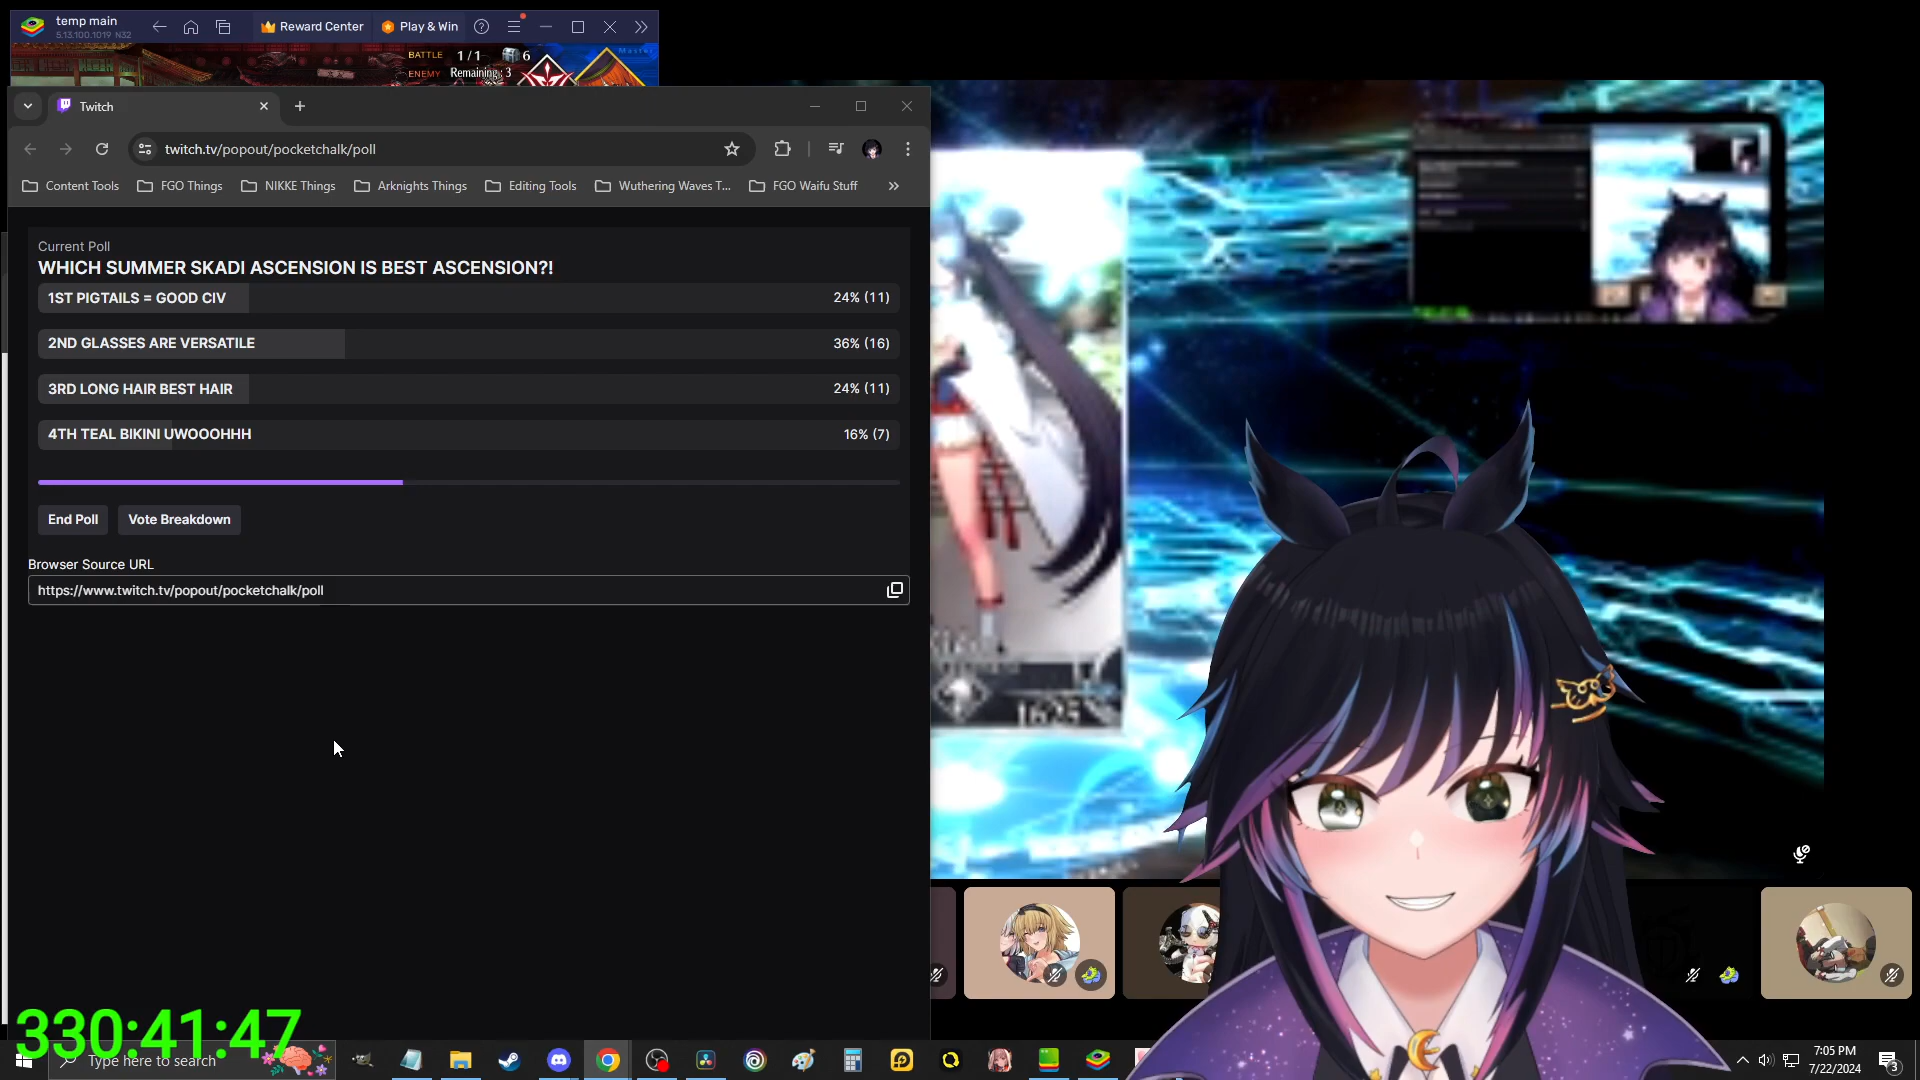 temp main
5.13.100.1019 N32
Reward Center
Play & Win
BATTLE 1/1 6
ENEMY Remaining: 3
Master
Twitch
twitch.tv/popout/pocketchalk/poll
Content Tools
FGO Things
NIKKE Things
Arknights Things
Editing Tools
Wuthering Waves T...
FGO Waifu Stuff
Current Poll
WHICH SUMMER SKADI ASCENSION IS BEST ASCENSION?!
1ST PIGTAILS = GOOD CIV 24% (11)
2ND GLASSES ARE VERSATILE 36% (16)
3RD LONG HAIR BEST HAIR 24% (11)
4TH TEAL BIKINI UWOOOHHH 16% (7)
End Poll
Vote Breakdown
Browser Source URL
https://www.twitch.tv/popout/pocketchalk/poll
1625
330:41:47
Type here to search
7:05 PM
7/22/2024
3